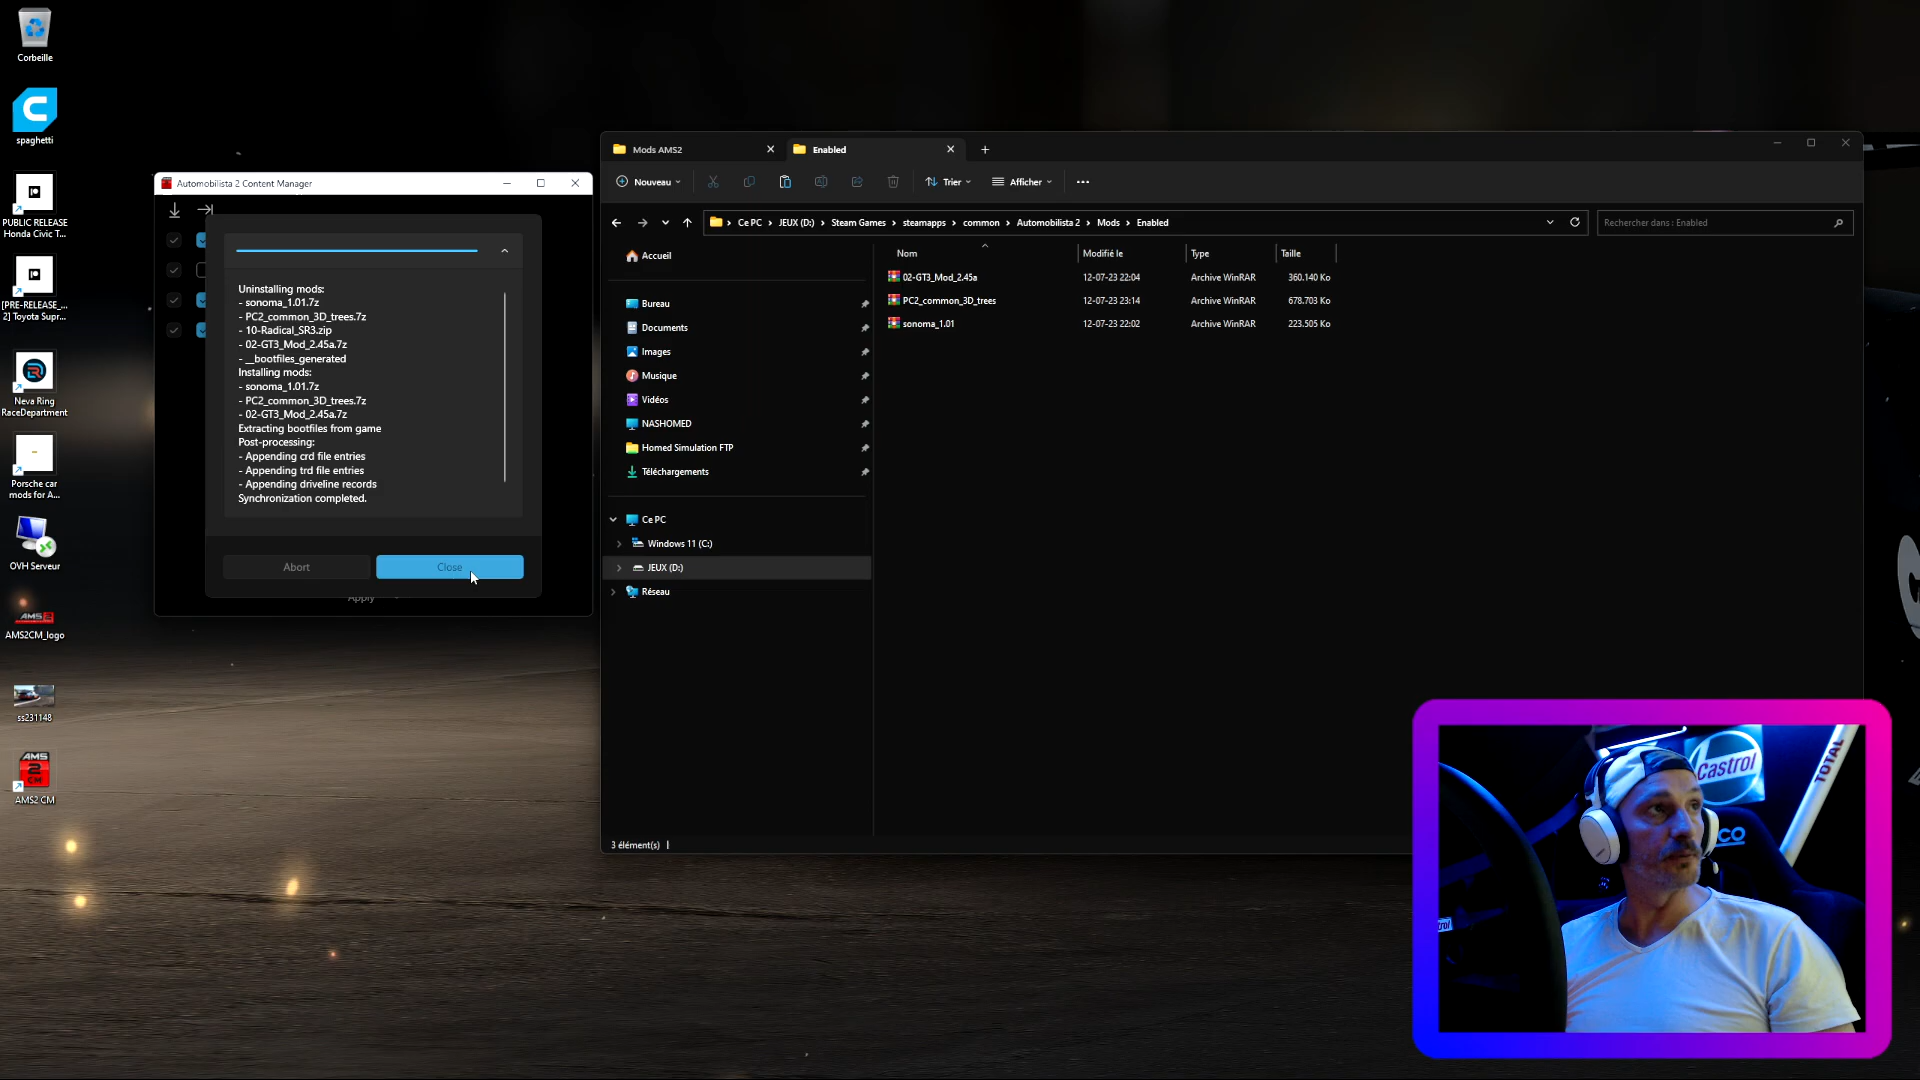 Corbeille
spaghetti
PUBLIC RELEASE
Honda Civic T...
[PRE-RELEASE_...
2] Toyota Supr...
Neva Ring
RaceDepartment
Porsche car
mods for A...
OVH Serveur
AMS2
AMS2CM_logo
ss231148
AMS
2
CM
AMS2 CM
Automobilista 2 Content Manager
Uninstalling mods:
- sonoma_1.01.7z
- PC2_common_3D_trees.7z
- 10-Radical_SR3.zip
- 02-GT3_Mod_2.45a.7z
- __bootfiles_generated
Installing mods:
- sonoma_1.01.7z
- PC2_common_3D_trees.7z
- 02-GT3_Mod_2.45a.7z
Extracting bootfiles from game
Post-processing:
- Appending crd file entries
- Appending trd file entries
- Appending driveline records
Synchronization completed.
Abort
Close
Apply
Mods AMS2
Enabled
Nouveau
Trier
Afficher
Ce PC > JEUX (D:) > Steam Games > steamapps > common > Automobilista 2 > Mods > Enabled
Rechercher dans : Enabled
Accueil
Bureau
Documents
Images
Musique
Vidéos
NASHOMED
Homed Simulation FTP
Téléchargements
Ce PC
Windows 11 (C:)
JEUX (D:)
Réseau
Nom Modifié le Type Taille
02-GT3_Mod_2.45a 12-07-23 22:04 Archive WinRAR 360.140 Ko
PC2_common_3D_trees 12-07-23 23:14 Archive WinRAR 678.703 Ko
sonoma_1.01 12-07-23 22:02 Archive WinRAR 223.505 Ko
3 élément(s)
Castrol
TOTAL